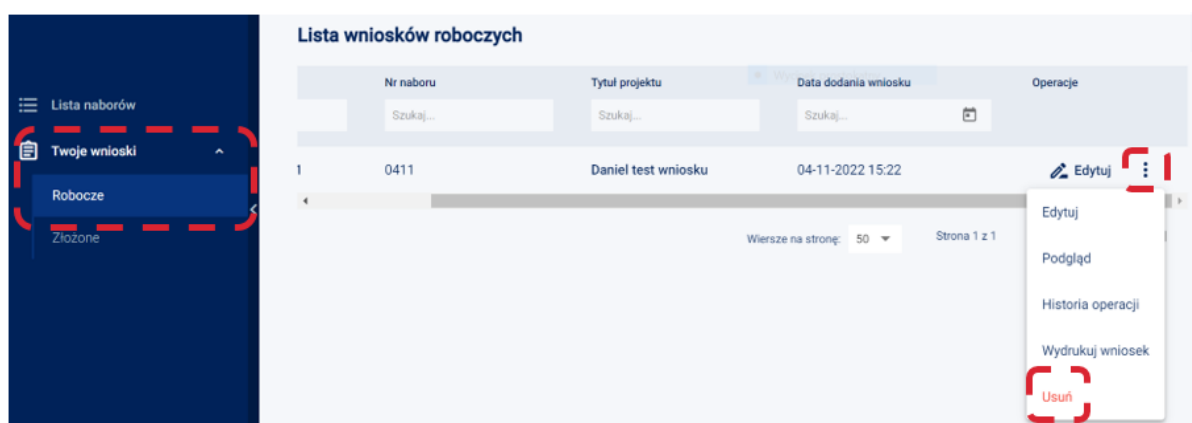 Lista wniosków roboczych
Lista naborów
Twoje wnioski
Robocze
Złożone
Nr naboru Tytuł projektu Data dodania wniosku Operacje
Szukaj... Szukaj... Szukaj...
1 0411 Daniel test wniosku 04-11-2022 15:22 Edytuj
Wiersze na stronę: 50 Strona 1 z 1
Edytuj
Podgląd
Historia operacji
Wydrukuj wniosek
Usuń